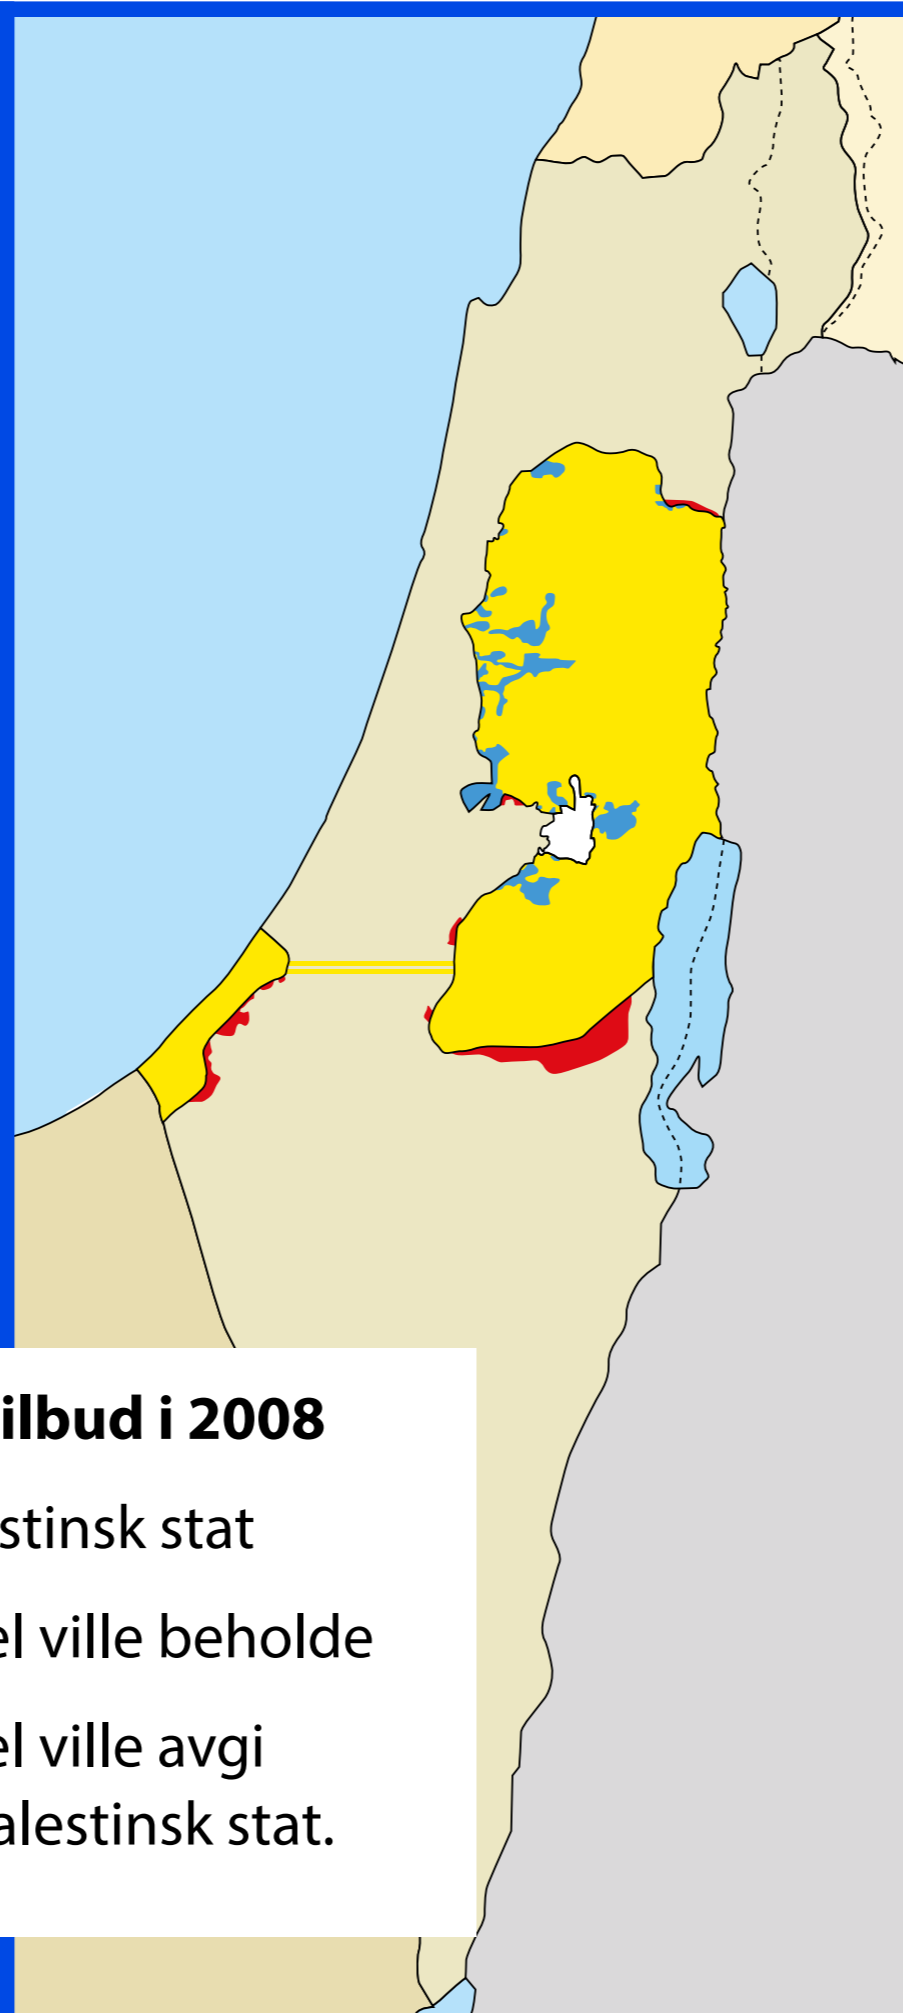 ilbud i 2008
stinsk stat
el ville beholde
el ville avgi
alestinsk stat.